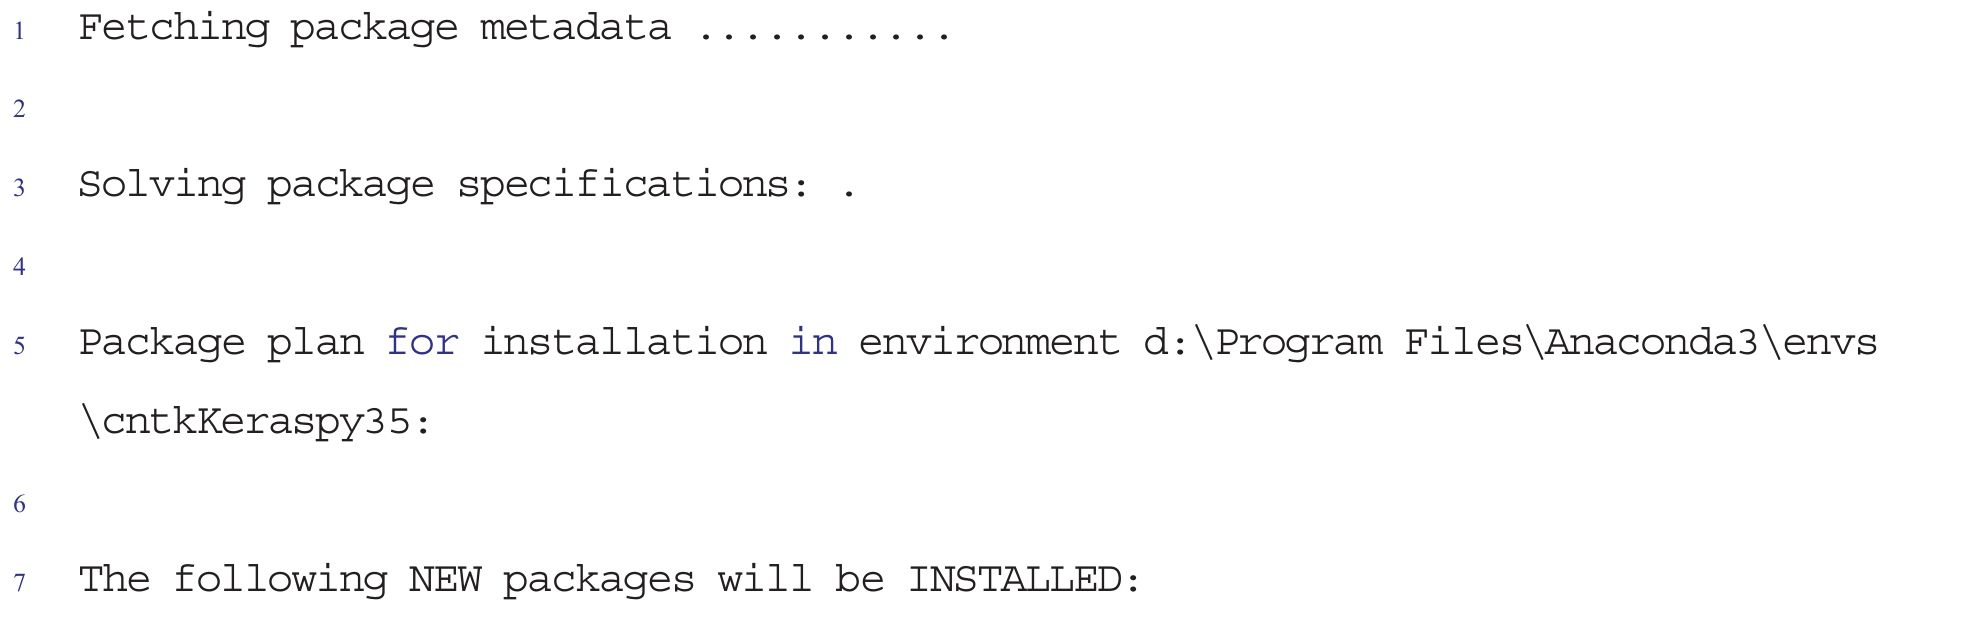 1 Fetching package metadata ...........
2
3 Solving package specifications: .
4
5 Package plan for installation in environment d:\Program Files\Anaconda3\envs
\cntkKeraspy35:
6
7 The following NEW packages will be INSTALLED: